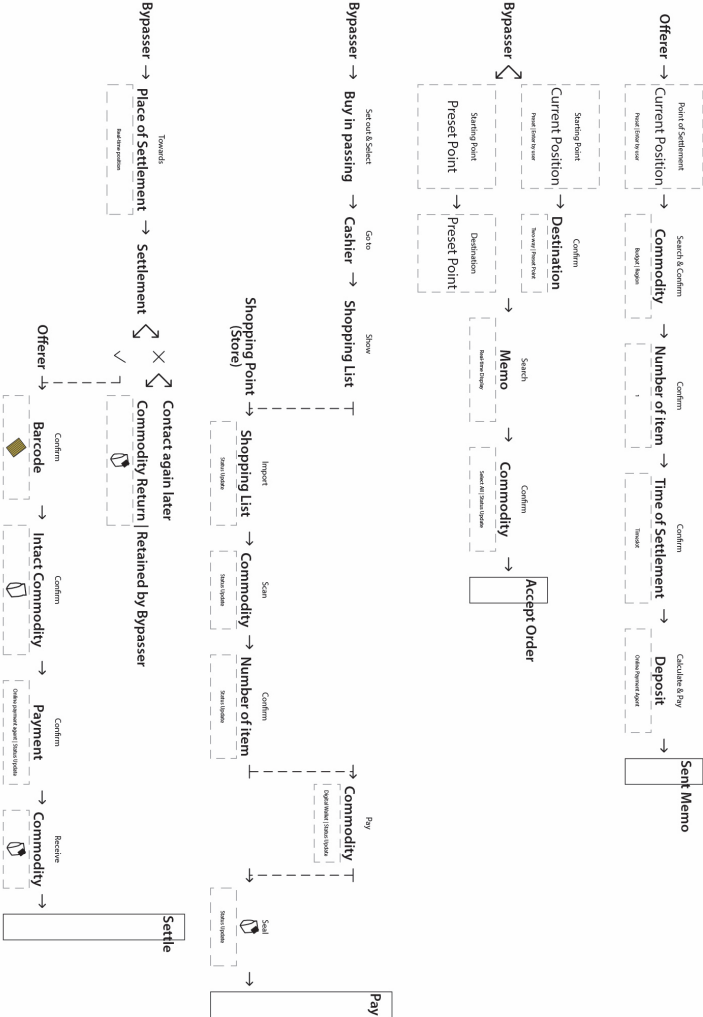 Offerer
Point of Settlement
Current Position
Preset | Enter by user
Search & Confirm
Commodity
Budget | Region
Confirm
Number of item
1
Confirm
Time of Settlement
Timeslot
Calculate & Pay
Deposit
Online Payment Agent
Sent Memo
Bypasser
Starting Point
Current Position
Preset | Enter by user
Confirm
Destination
Two way | Preset Point
Starting Point
Preset Point
Destination
Preset Point
Search
Memo
Real-time Display
Confirm
Commodity
Select All | Status Update
Accept Order
Bypasser
Set out & Select
Buy in passing
Go to
Cashier
Show
Shopping List
Shopping Point
(Store)
Import
Shopping List
Status Update
Scan
Commodity
Status Update
Confirm
Number of item
Status Update
Pay
Commodity
Digital Wallet | Status Update
Seal
Status Update
Pay
Bypasser
Towards
Place of Settlement
Real-time position
Settlement
Contact again later
Commodity Return | Retained by Bypasser
Offerer
Confirm
Barcode
Confirm
Intact Commodity
Confirm
Payment
Online payment agent | Status Update
Receive
Commodity
Settle